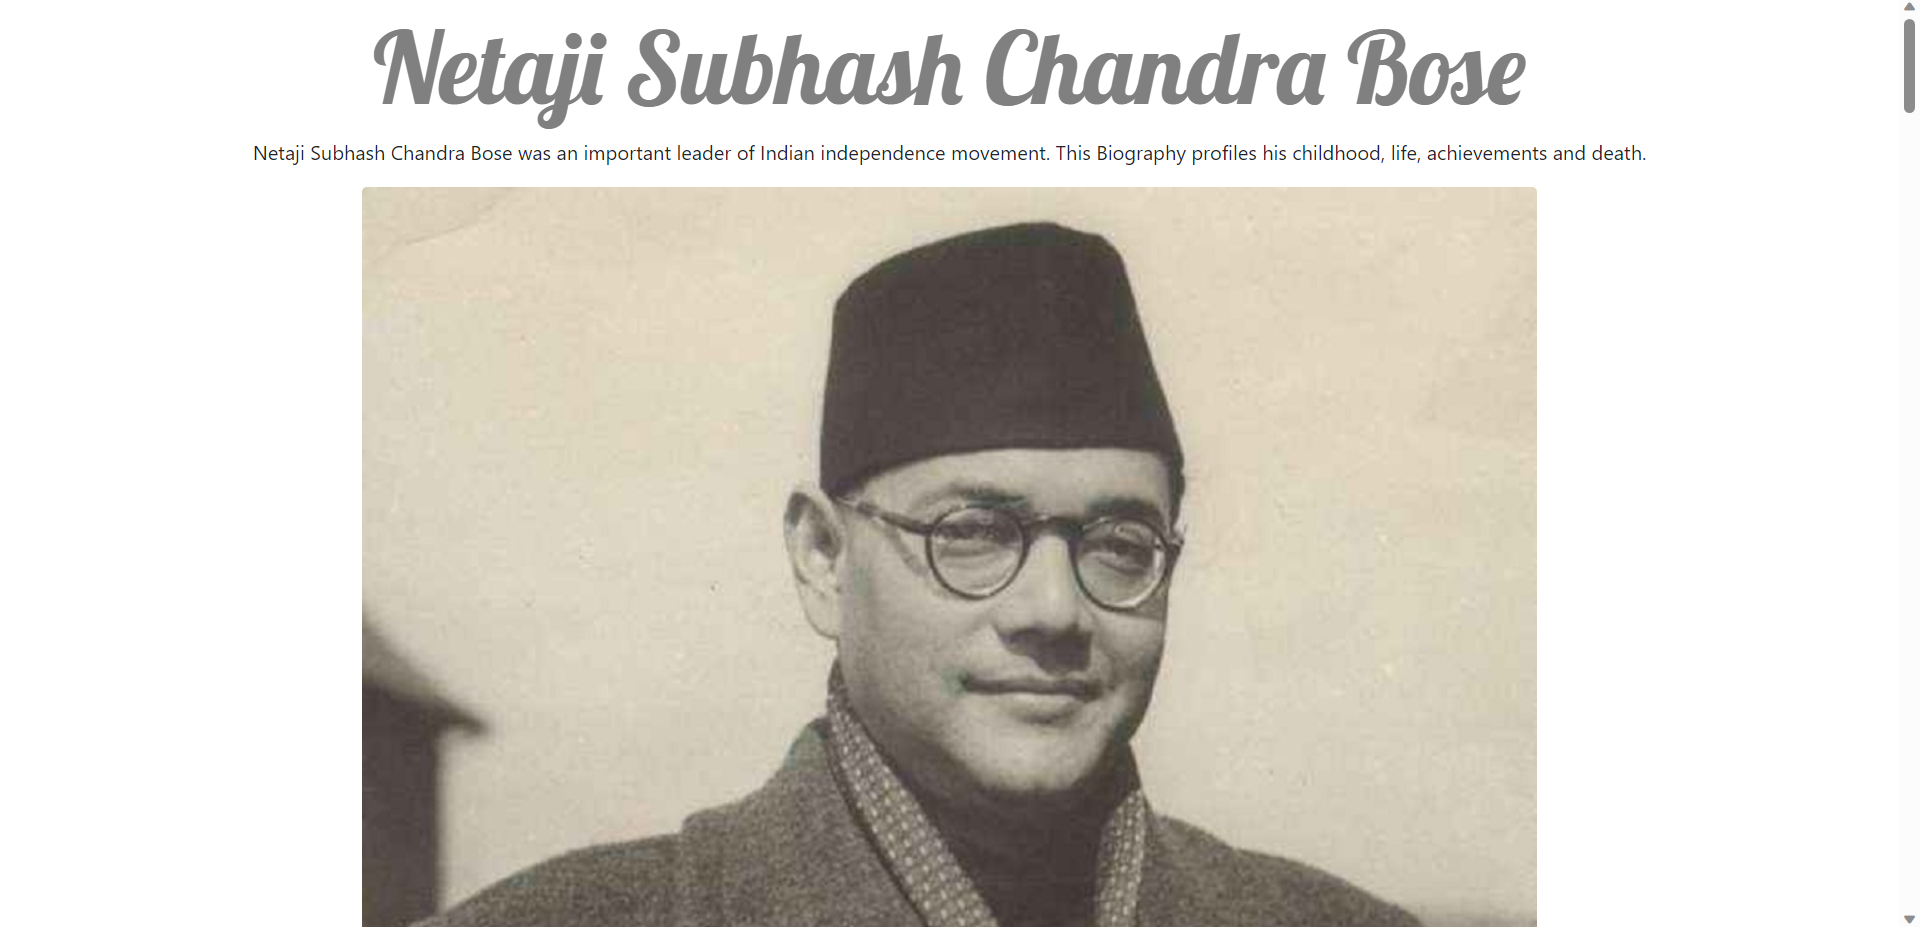 Netaji Subhash Chandra Bose
Netaji Subhash Chandra Bose was an important leader of Indian independence movement. This Biography profiles his childhood, life, achievements and death.